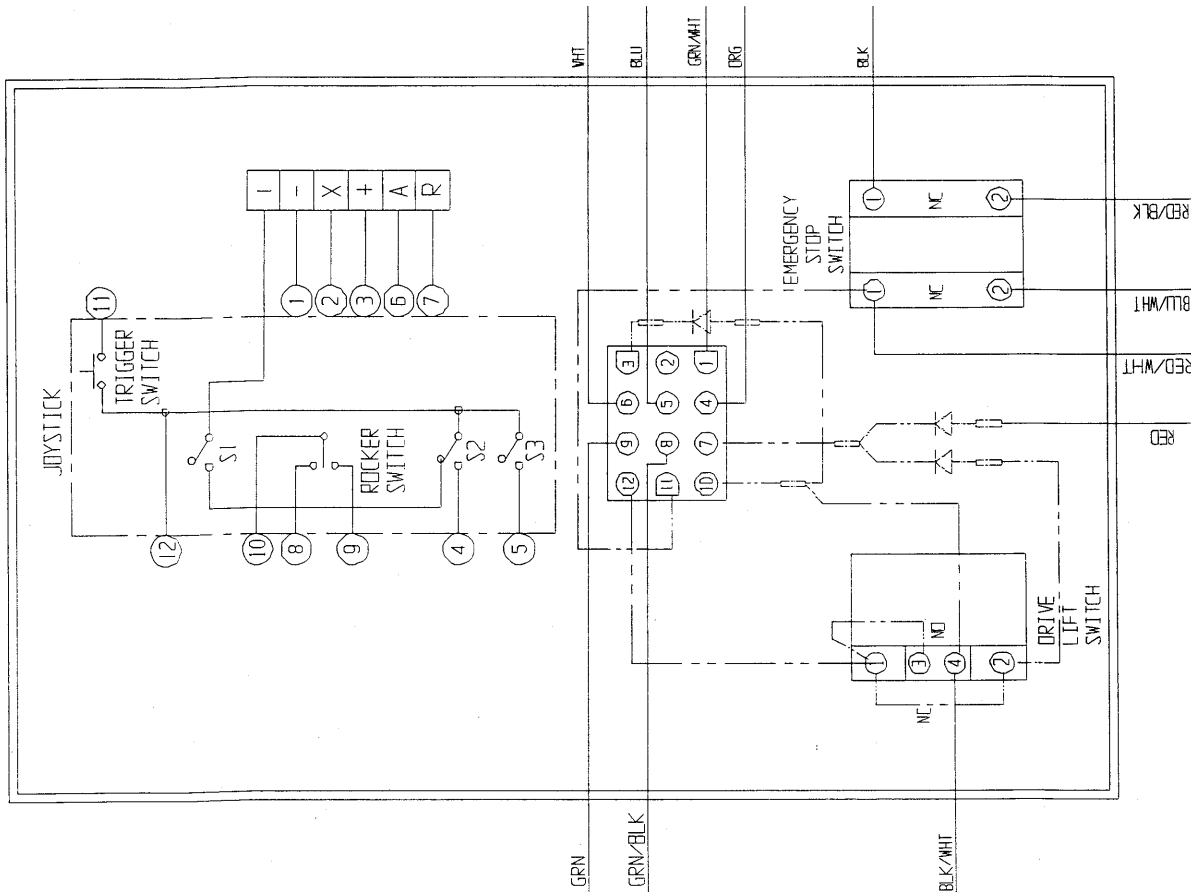 WHT
BLU
GRN/WHT
ORG
BLK
JOYSTICK
11
TRIGGER
SWITCH
I
-
X
+
A
R
1
2
3
6
7
S1
ROCKER
SWITCH
S2
S3
12
10
8
9
4
5
EMERGENCY
STOP
SWITCH
1
NC
2
1
NC
2
RED/BLK
BLU/WHT
RED/WHT
RED
3
2
1
6
5
4
9
8
7
12
11
10
DRIVE
LIFT
SWITCH
1
3
NO
4
2
NC
GRN
GRN/BLK
BLK/WHT